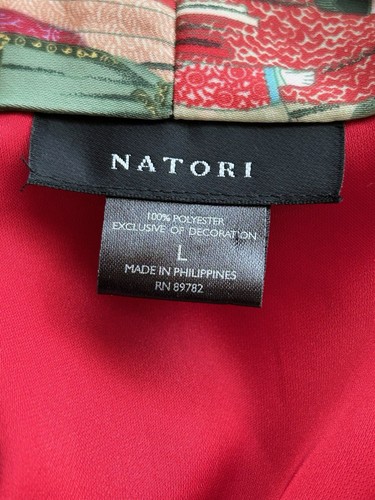 NATORI
100% POLYESTER
EXCLUSIVE OF DECORATION
L
MADE IN PHILIPPINES
RN 89782